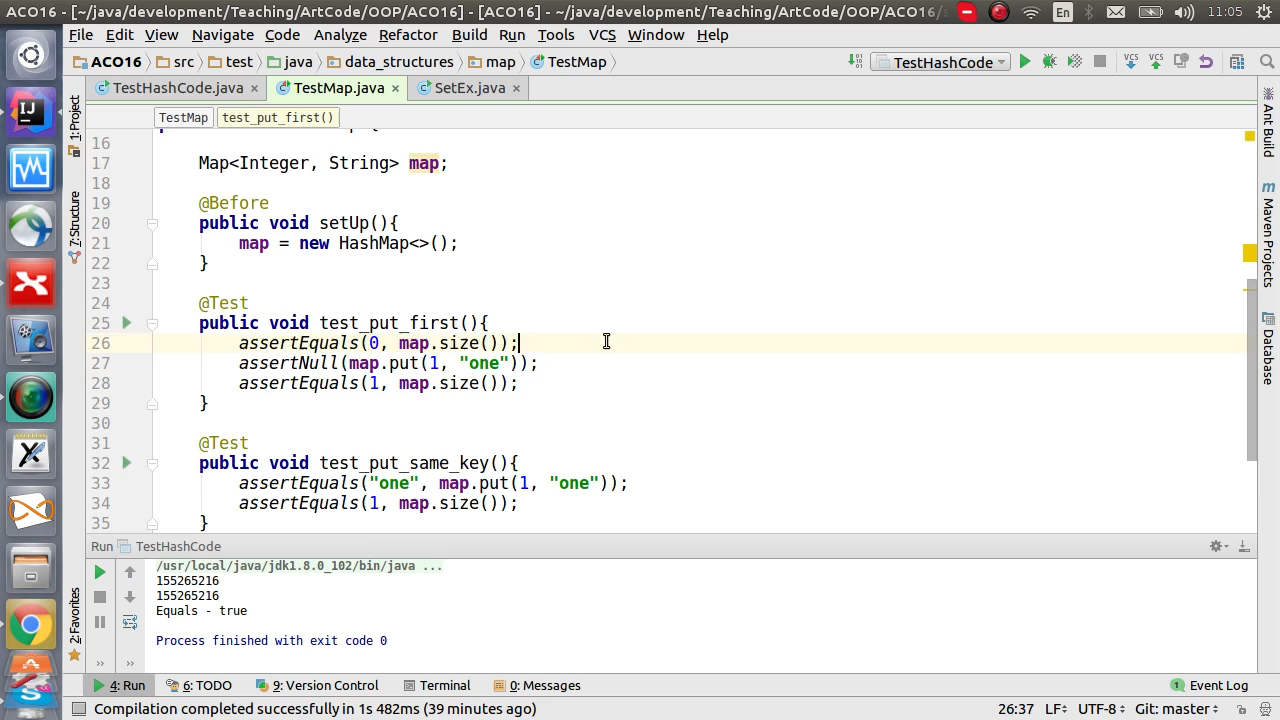 ACO16 - [~/java/development/Teaching/ArtCode/OOP/ACO16] - [ACO16] - ~/java/development/Teaching/ArtCode/OOP/ACO16/
En 11:05
File Edit View Navigate Code Analyze Refactor Build Run Tools VCS Window Help
ACO16 src test java data_structures map TestMap TestHashCode VCS VCS
TestHashCode.java TestMap.java SetEx.java
TestMap test_put_first()
16
17 Map<Integer, String> map;
18
19 @Before
20 public void setUp(){
21 map = new HashMap<>();
22 }
23
24 @Test
25 public void test_put_first(){
26 assertEquals(0, map.size());
27 assertNull(map.put(1, "one"));
28 assertEquals(1, map.size());
29 }
30
31 @Test
32 public void test_put_same_key(){
33 assertEquals("one", map.put(1, "one"));
34 assertEquals(1, map.size());
35 }
1: Project
7: Structure
2: Favorites
Ant Build
Maven Projects
Database
Run TestHashCode
/usr/local/java/jdk1.8.0_102/bin/java ...
155265216
155265216
Equals - true
Process finished with exit code 0
4: Run 6: TODO 9: Version Control Terminal 0: Messages 1 Event Log
Compilation completed successfully in 1s 482ms (39 minutes ago) 26:37 LF UTF-8 Git: master